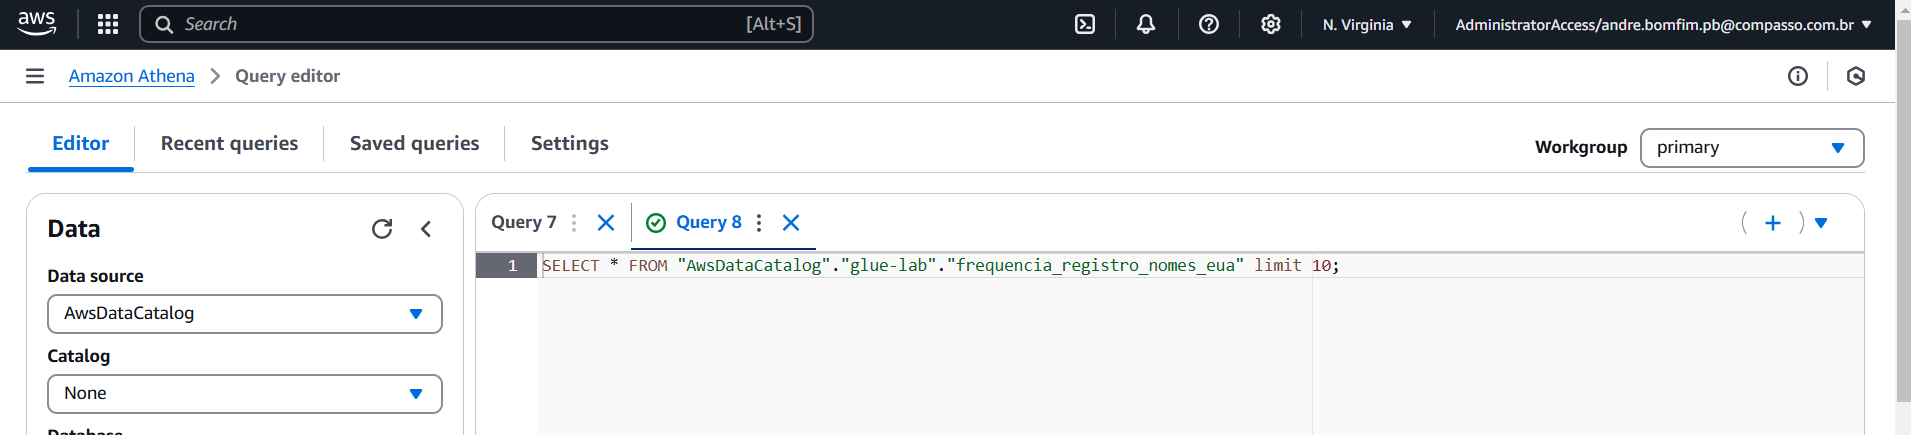 aws
Search [Alt+S]
N. Virginia
AdministratorAccess/andre.bomfim.pb@compasso.com.br
Amazon Athena
Query editor
Editor
Recent queries
Saved queries
Settings
Workgroup
primary
Data
Data source
AwsDataCatalog
Catalog
None
Database
Query 7
Query 8
1 SELECT * FROM "AwsDataCatalog"."glue-lab"."frequencia_registro_nomes_eua" limit 10;